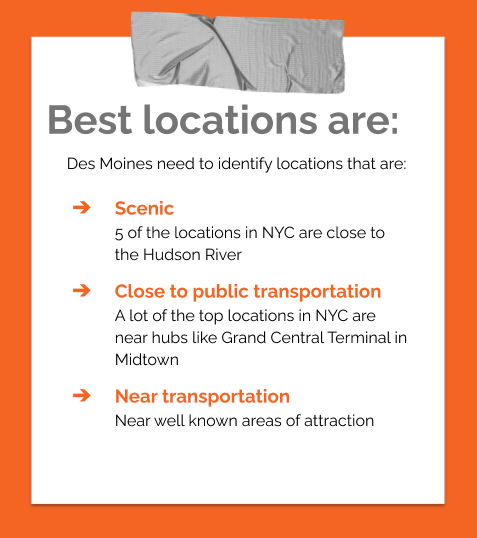 Best locations are:
Des Moines need to identify locations that are:
➔ Scenic
5 of the locations in NYC are close to
the Hudson River
➔ Close to public transportation
A lot of the top locations in NYC are
near hubs like Grand Central Terminal in
Midtown
➔ Near transportation
Near well known areas of attraction